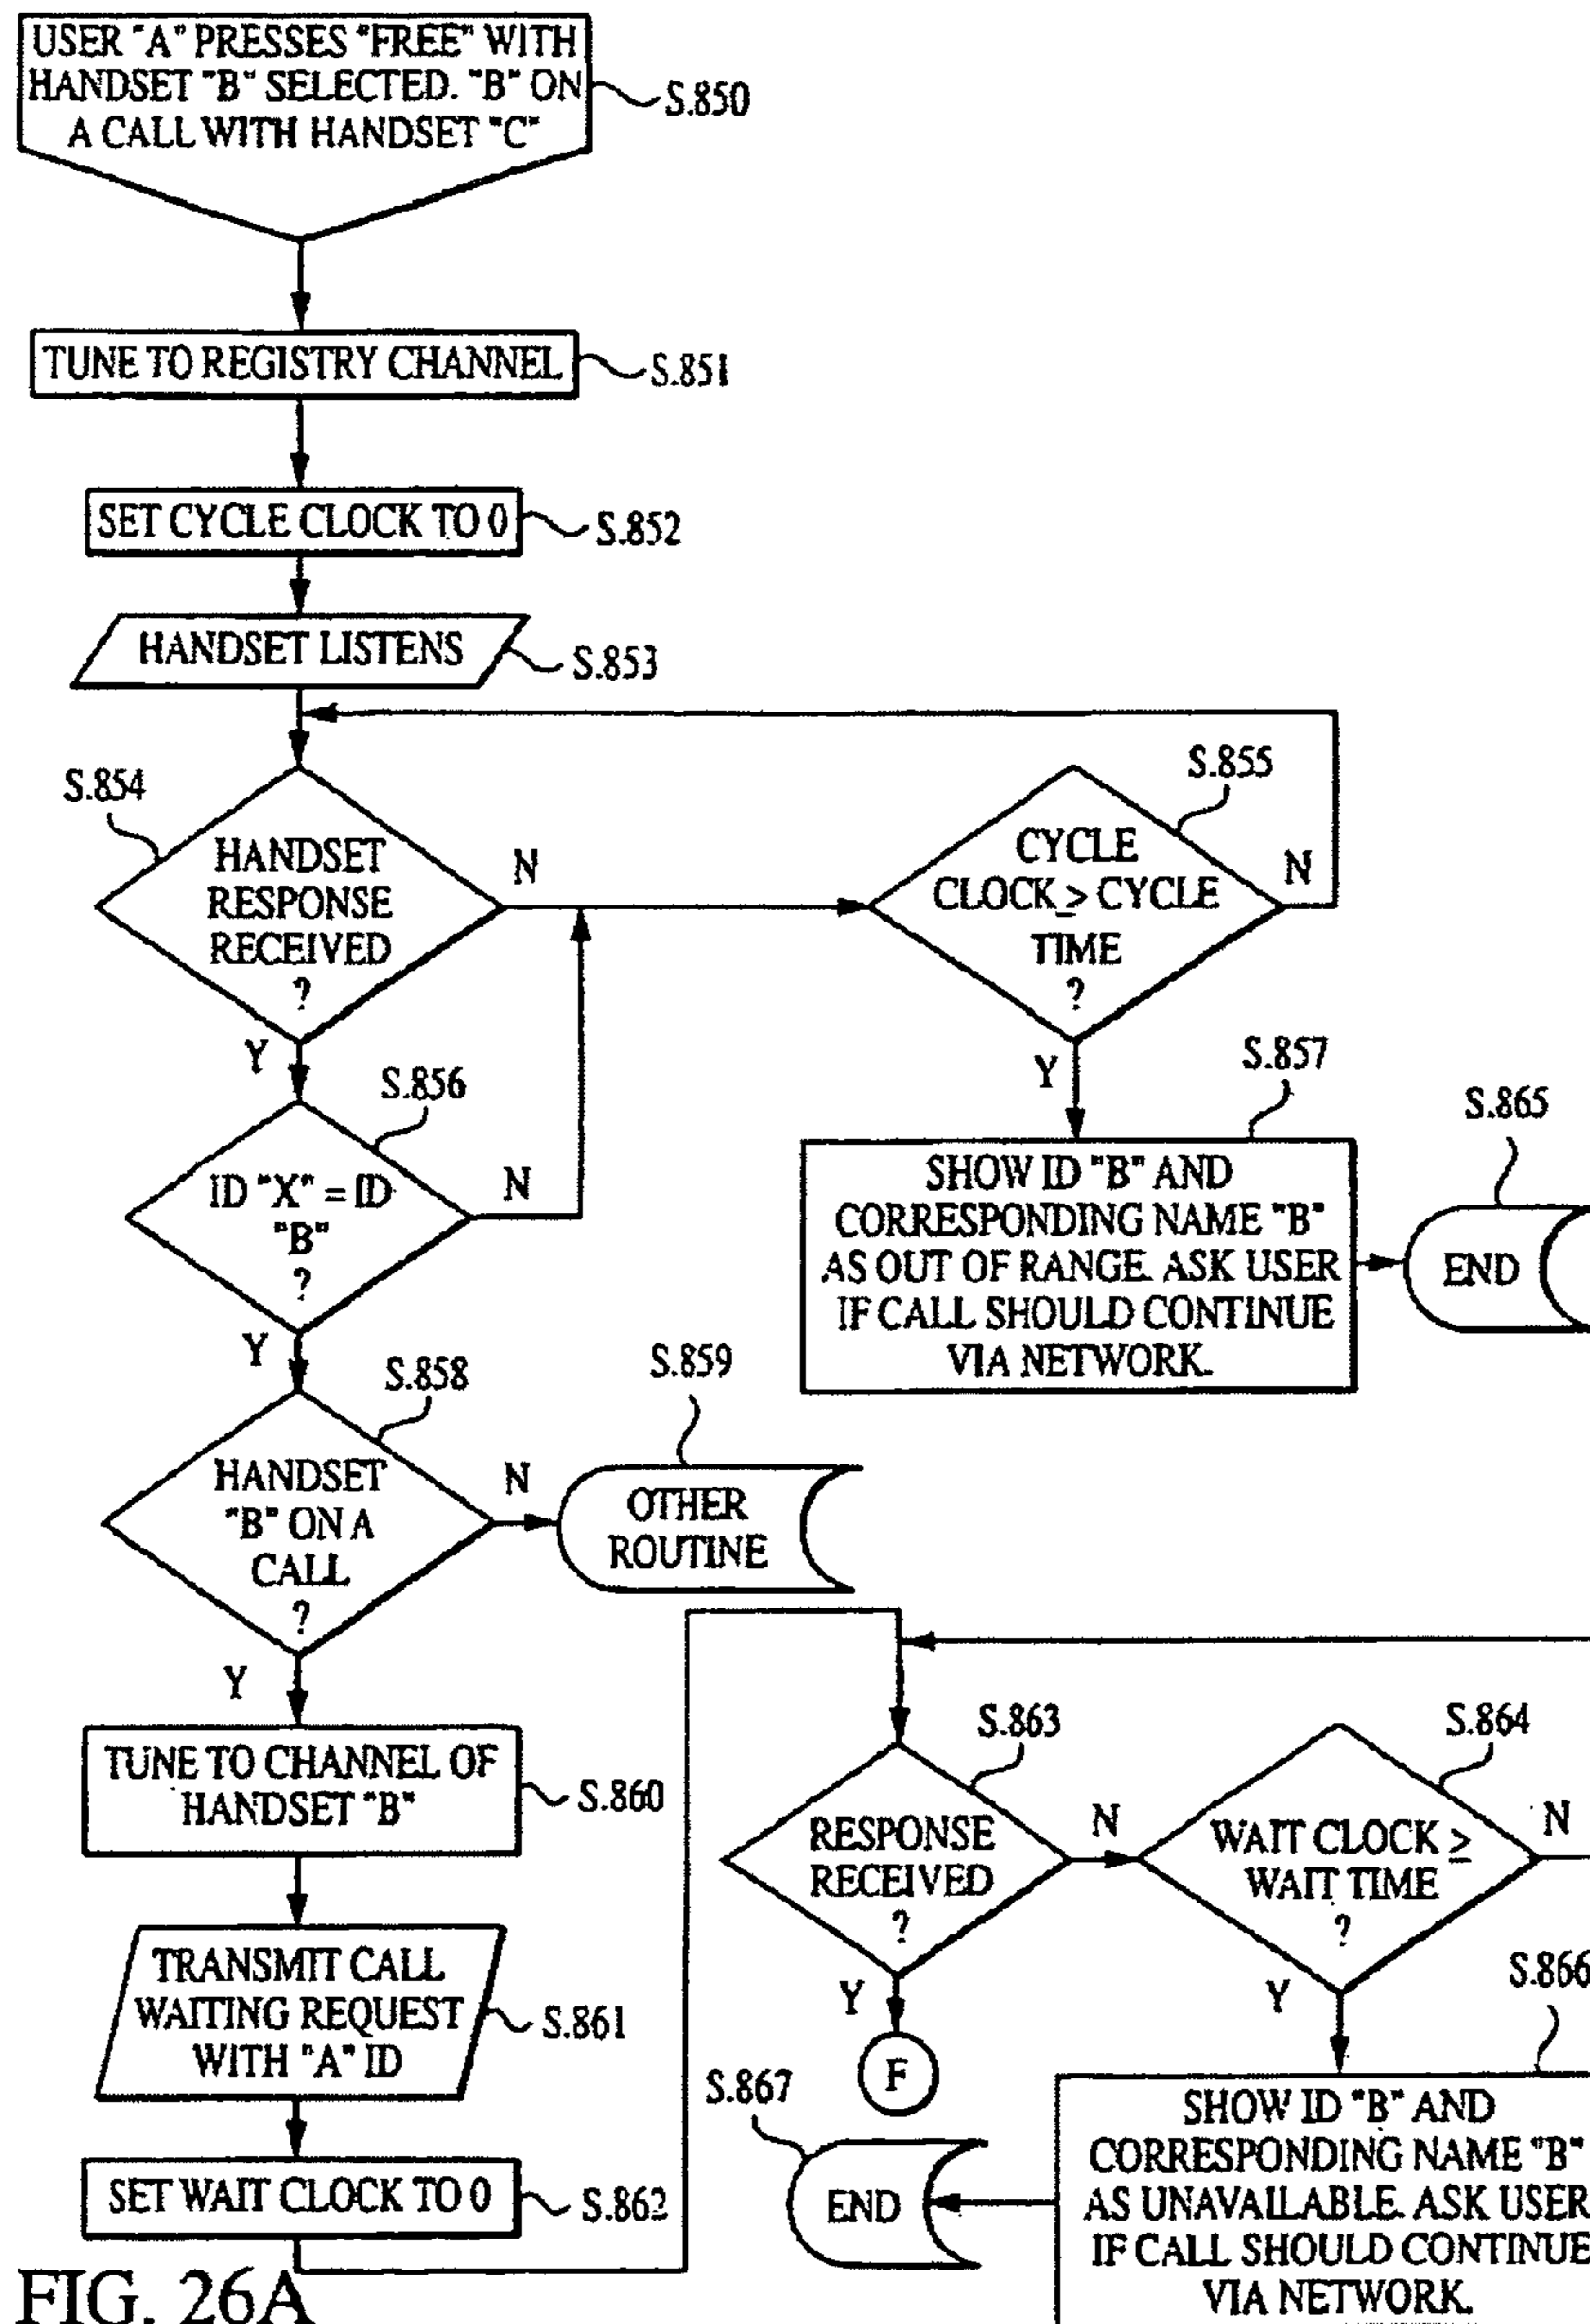 USER "A" PRESSES "FREE" WITH
HANDSET "B" SELECTED. "B" ON
A CALL WITH HANDSET "C"
S.850
TUNE TO REGISTRY CHANNEL
S.851
SET CYCLE CLOCK TO 0
S.852
HANDSET LISTENS
S.853
S.854
HANDSET
RESPONSE
RECEIVED
?
N
Y
S.855
CYCLE
CLOCK ≥ CYCLE
TIME
?
N
Y
S.856
ID "X" = ID
"B"
?
N
Y
S.857
SHOW ID "B" AND
CORRESPONDING NAME "B"
AS OUT OF RANGE. ASK USER
IF CALL SHOULD CONTINUE
VIA NETWORK.
S.865
END
S.858
HANDSET
"B" ON A
CALL
?
N
Y
S.859
OTHER
ROUTINE
TUNE TO CHANNEL OF
HANDSET "B"
S.860
TRANSMIT CALL
WAITING REQUEST
WITH "A" ID
S.861
SET WAIT CLOCK TO 0
S.862
S.863
RESPONSE
RECEIVED
?
N
Y
F
S.864
WAIT CLOCK ≥
WAIT TIME
?
N
Y
S.866
SHOW ID "B" AND
CORRESPONDING NAME "B"
AS UNAVAILABLE. ASK USER
IF CALL SHOULD CONTINUE
VIA NETWORK.
S.867
END
FIG. 26A